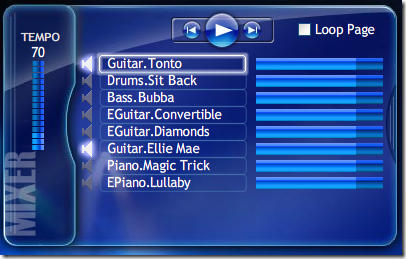 TEMPO
70
Loop Page
Guitar.Tonto
Drums.Sit Back
Bass.Bubba
EGuitar.Convertible
EGuitar.Diamonds
Guitar.Ellie Mae
Piano.Magic Trick
EPiano.Lullaby
MIXER